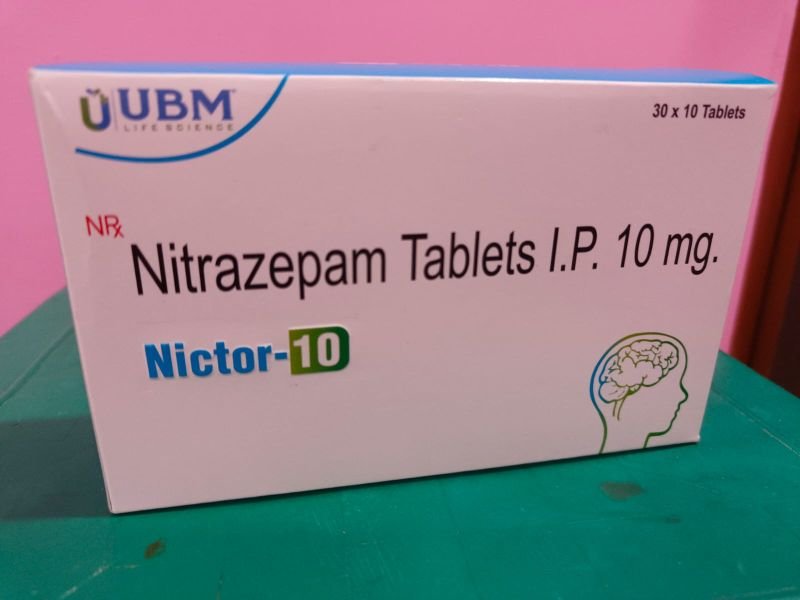 UBM
LIFE SCIENCE
30 x 10 Tablets
NRx
Nitrazepam Tablets I.P. 10 mg.
Nictor-10